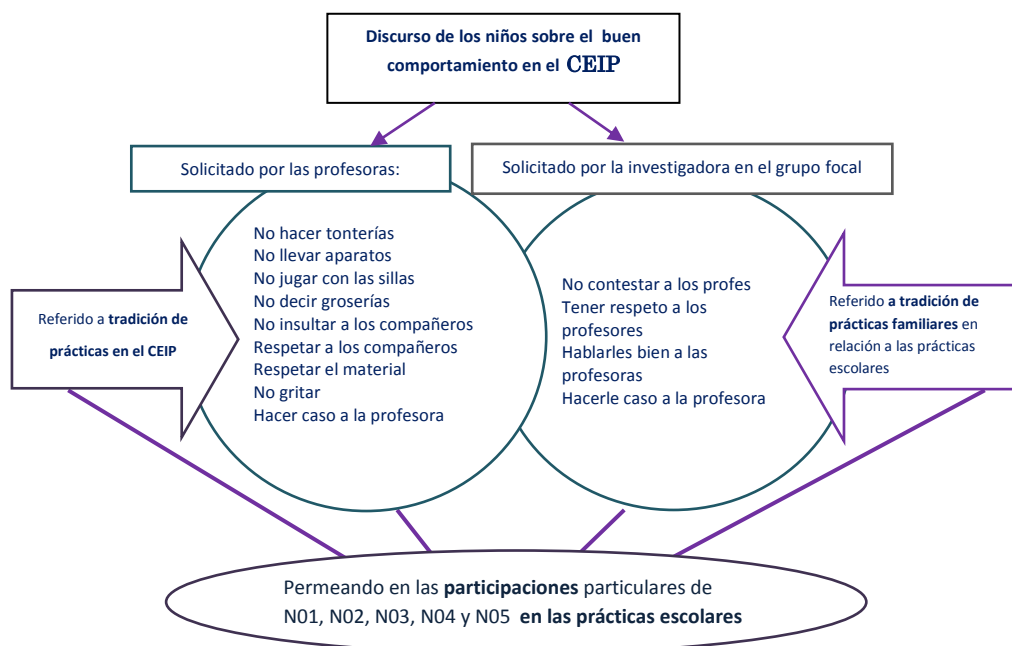 Discurso de los niños sobre el buen
comportamiento en el CEIP
Solicitado por las profesoras:
Solicitado por la investigadora en el grupo focal
No hacer tonterías
No llevar aparatos
No jugar con las sillas
No decir groserías
No insultar a los compañeros
Respetar a los compañeros
Respetar el material
No gritar
Hacer caso a la profesora
No contestar a los profes
Tener respeto a los
profesores
Hablarles bien a las
profesoras
Hacerle caso a la profesora
Referido a tradición de
prácticas en el CEIP
Referido a tradición de
prácticas familiares en
relación a las prácticas
escolares
Permeando en las participaciones particulares de
N01, N02, N03, N04 y N05 en las prácticas escolares